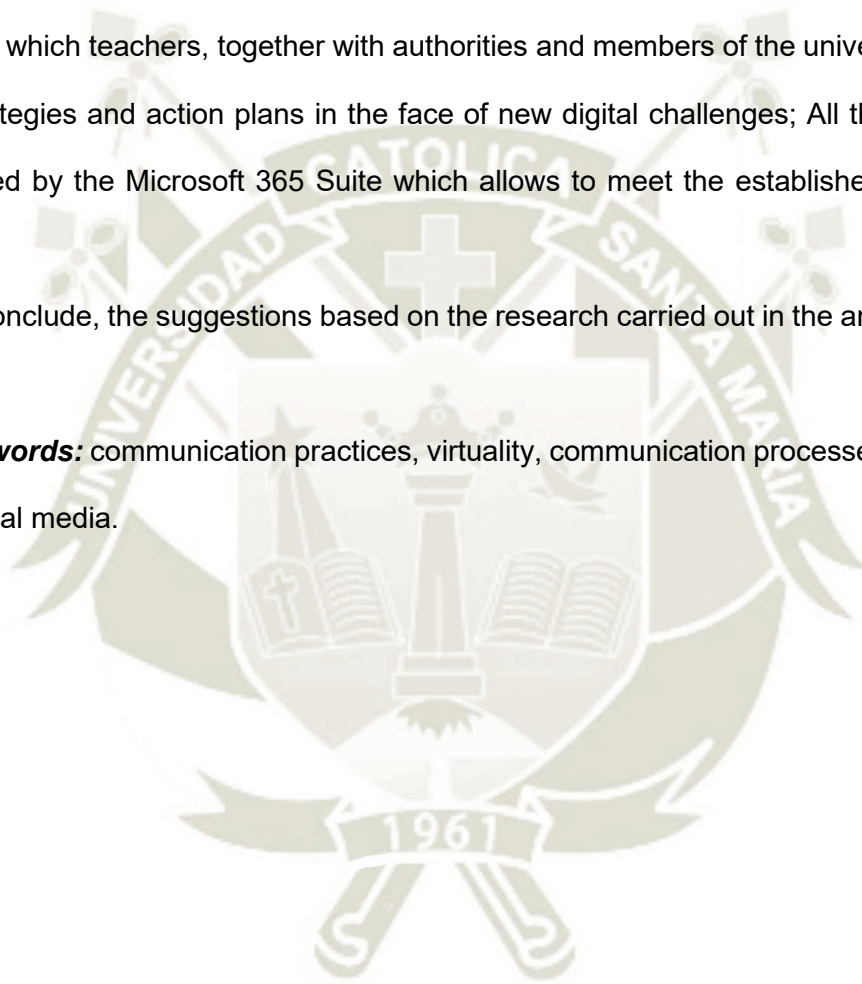 which teachers, together with authorities and members of the unive
tegies and action plans in the face of new digital challenges; All th
ed by the Microsoft 365 Suite which allows to meet the establishe
onclude, the suggestions based on the research carried out in the ar
words: communication practices, virtuality, communication processe
al media.
UNIVERSIDAD CATOLICA SANTA MARIA
1961